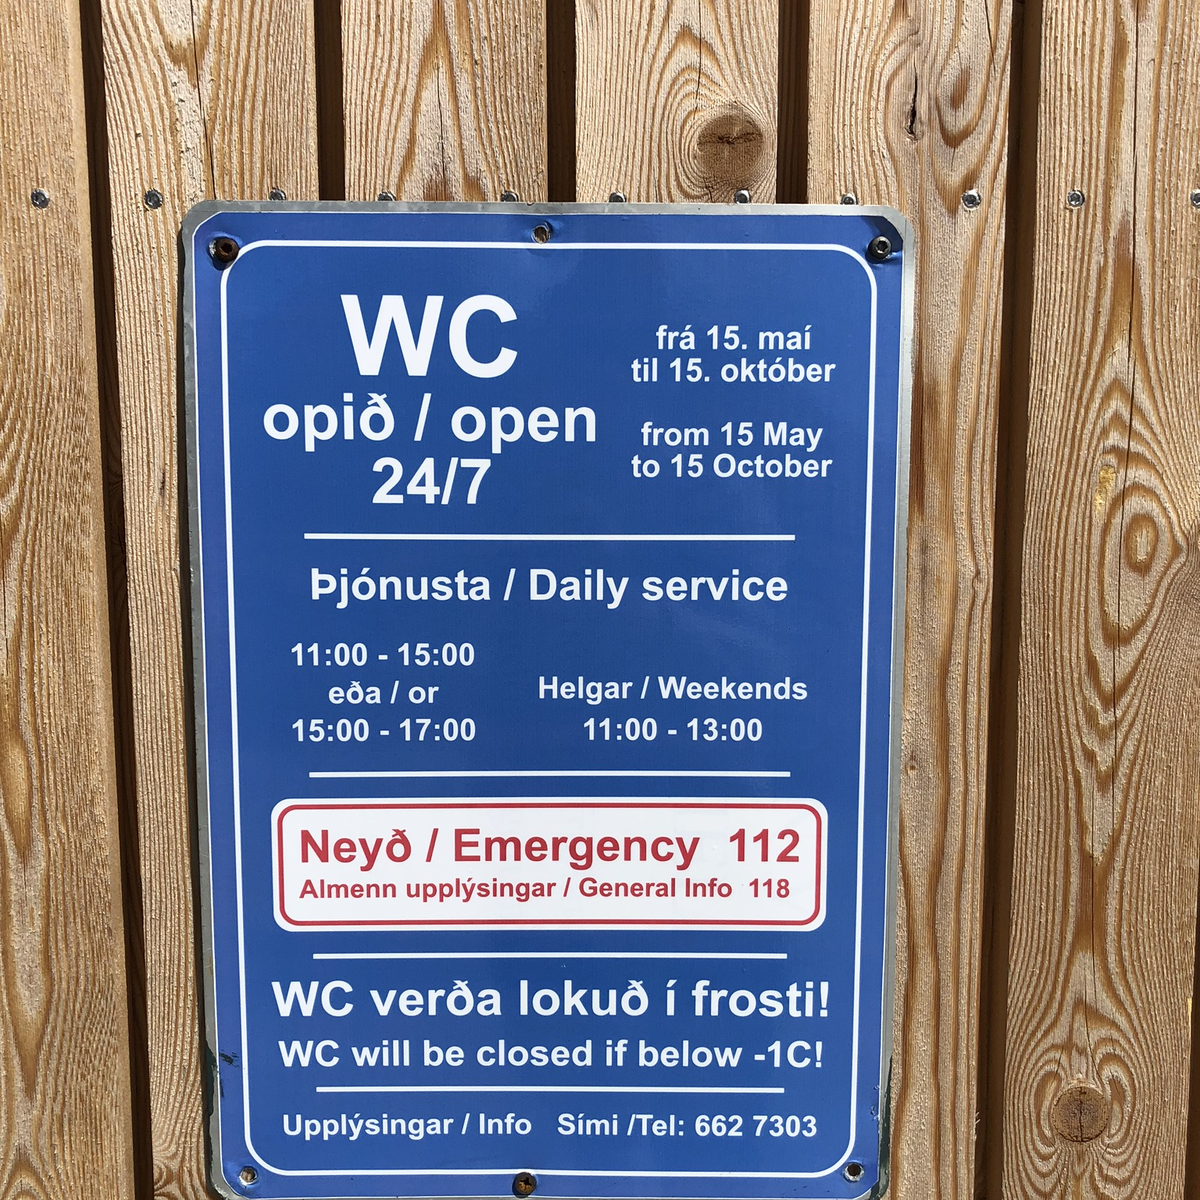 WC
opið / open
24/7
frá 15. maí
til 15. október
from 15 May
to 15 October
Þjónusta / Daily service
11:00 - 15:00
eða / or
15:00 - 17:00
Helgar / Weekends
11:00 - 13:00
Neyð / Emergency 112
Almenn upplýsingar / General Info 118
WC verða lokuð í frosti!
WC will be closed if below -1C!
Upplýsingar / Info Sími /Tel: 662 7303